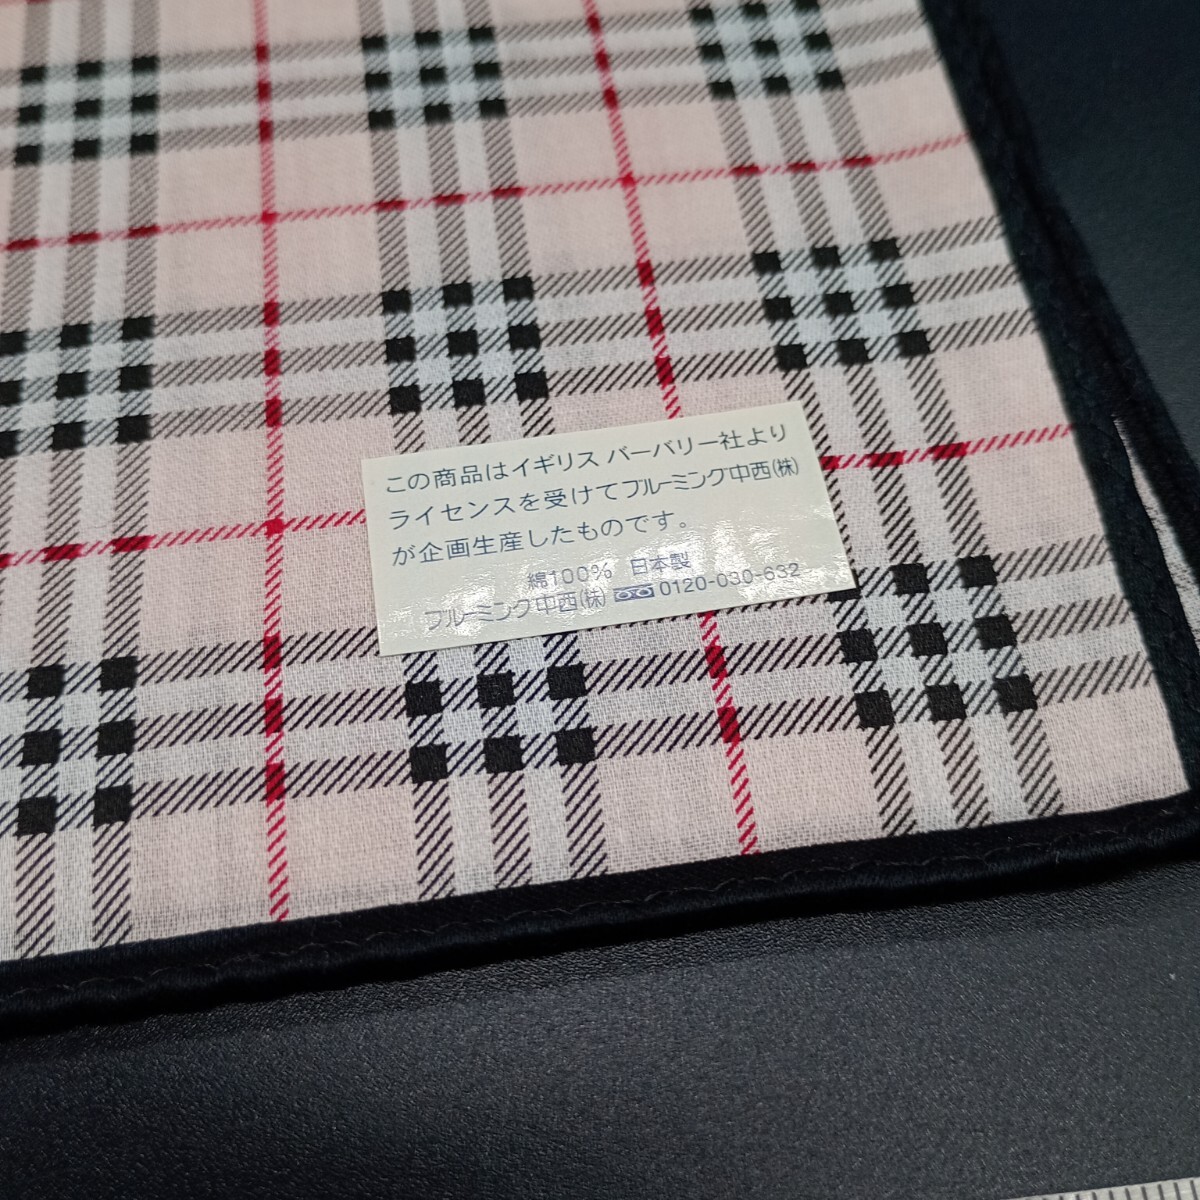 この商品はイギリス バーバリー社より
ライセンスを受けてブルーミング中西㈱
が企画生産したものです。
綿100% 日本製
ブルーミング中西㈱ 0120-030-632